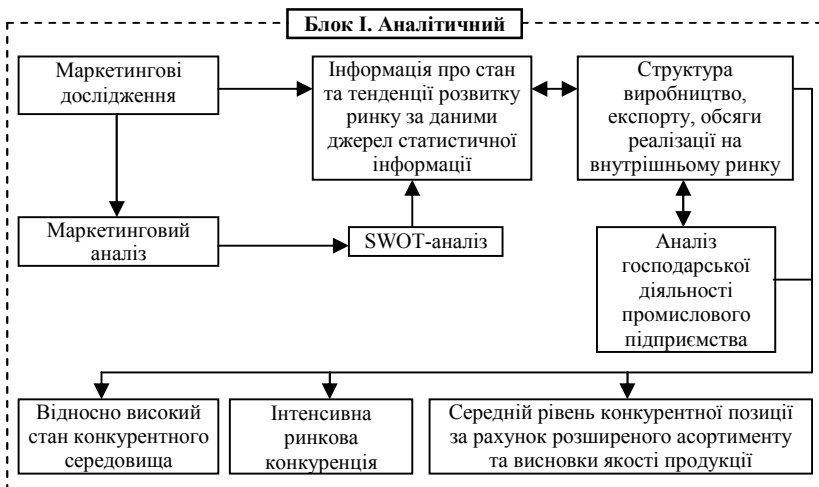 Блок І. Аналітичний
Маркетингові
дослідження
Інформація про стан
та тенденції розвитку
ринку за даними
джерел статистичної
інформації
Структура
виробництво,
експорту, обсяги
реалізації на
внутрішньому ринку
Маркетинговий
аналіз
SWOT-аналіз
Аналіз
господарської
діяльності
промислового
підприємства
Відносно високий
стан конкурентного
середовища
Інтенсивна
ринкова
конкуренція
Середній рівень конкурентної позиції
за рахунок розширеного асортименту
та висновки якості продукції